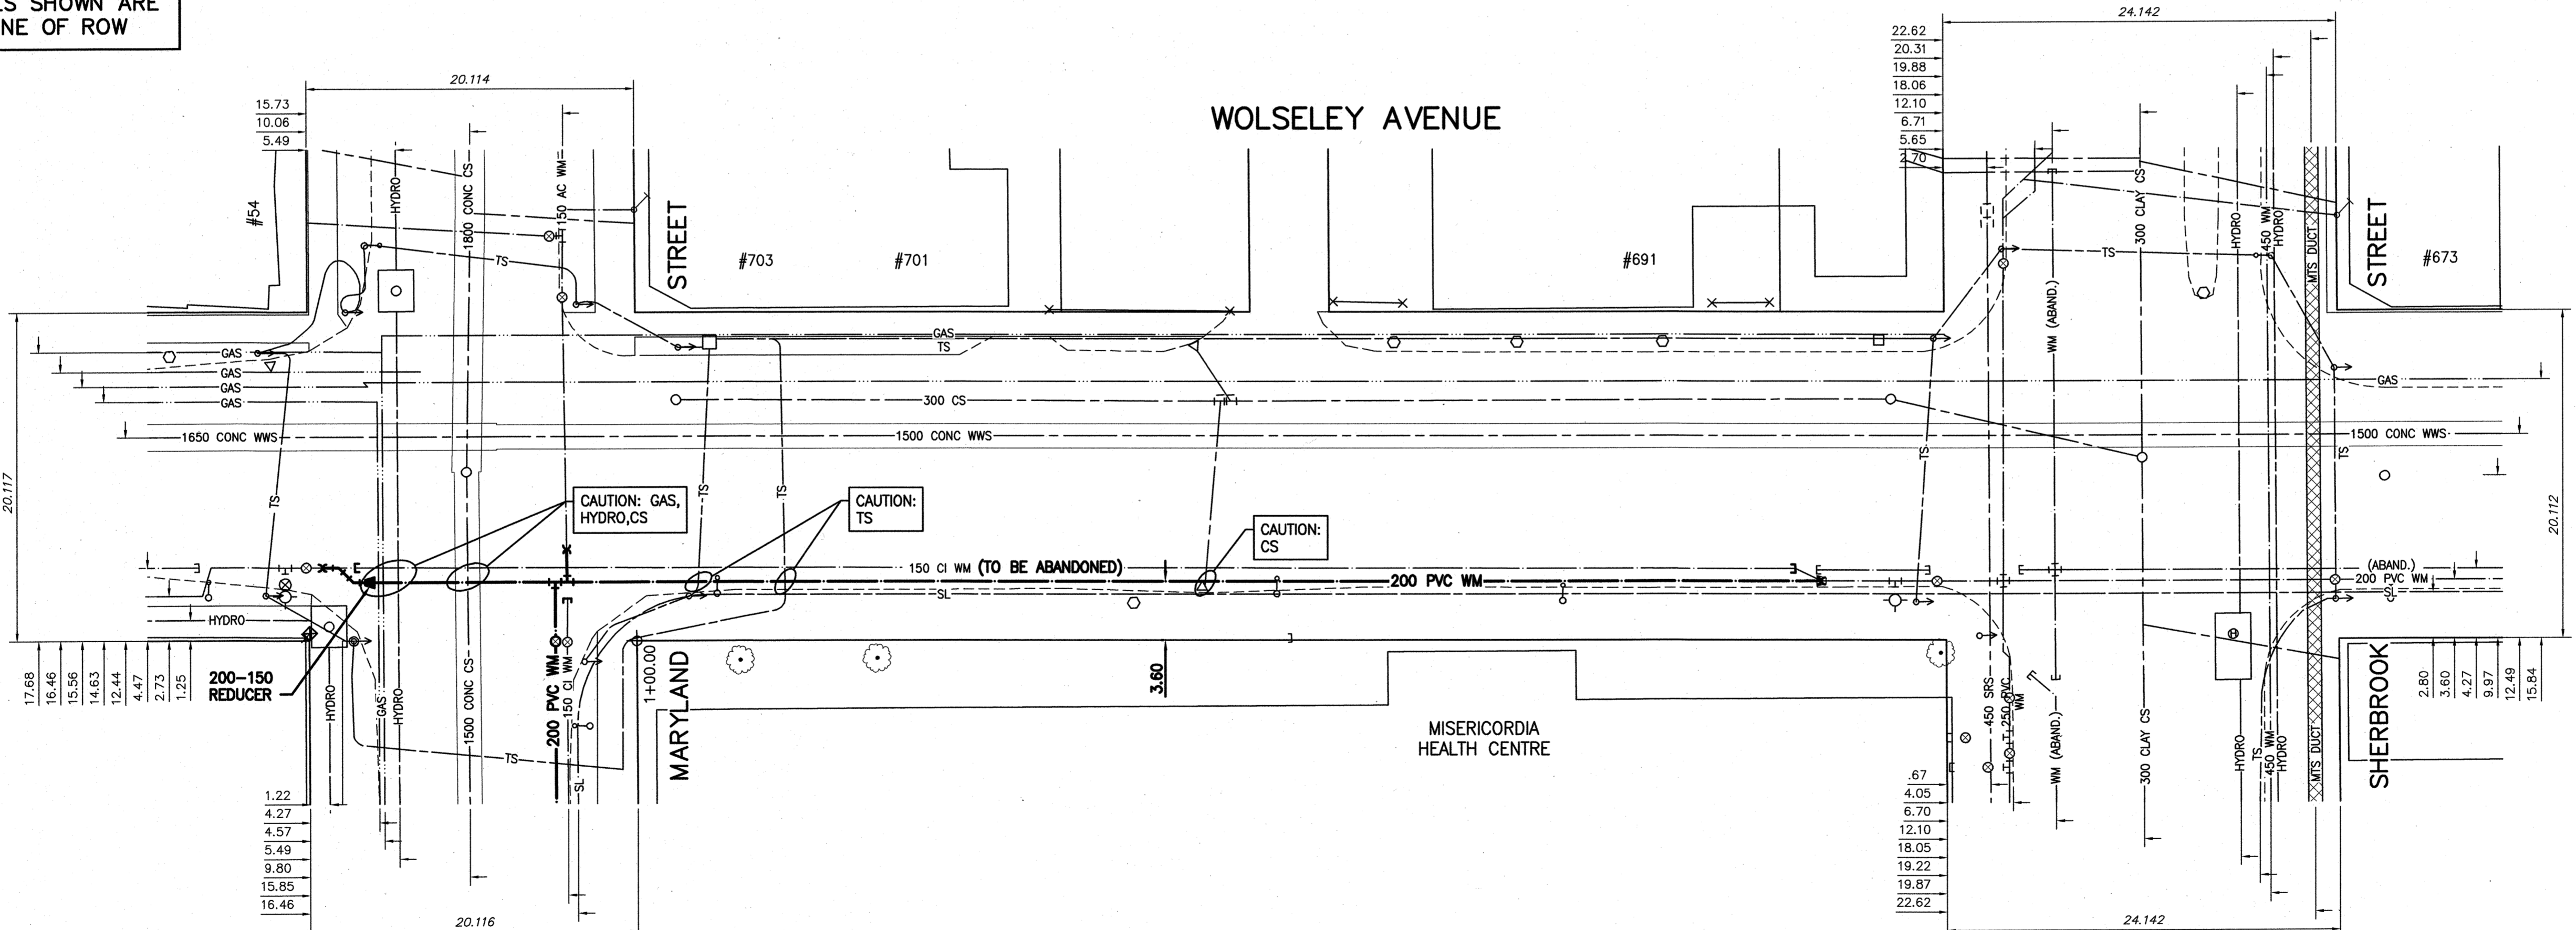 ES SHOWN ARE
NE OF ROW
20.114
24.142
15.73
10.06
5.49
22.62
20.31
19.88
18.06
12.10
6.71
5.65
2.70
WOLSELEY AVENUE
#54
HYDRO
1800 CONC CS
150 AC WM
STREET
#703
#701
#691
WM (ABAND.)
300 CLAY CS
HYDRO
450 WM
HYDRO
MTS DUCT
STREET
#673
TS
TS
GAS
GAS
GAS
GAS
GAS
TS
GAS
300 CS
1650 CONC WWS
1500 CONC WWS
1500 CONC WWS
TS
TS
TS
TS
TS
20.117
20.112
CAUTION: GAS,
HYDRO,CS
CAUTION:
TS
CAUTION:
CS
E
150 CI WM (TO BE ABANDONED)
200 PVC WM
SL
(ABAND.)
200 PVC WM
SL
HYDRO
17.68
16.46
15.56
14.63
12.44
4.47
2.73
1.25
200-150
REDUCER
HYDRO
GAS
HYDRO
1500 CONC CS
200 PVC WM
150 CI WM
SL
1+00.00
MARYLAND
TS
3.60
MISERICORDIA
HEALTH CENTRE
450 SRS
250 PVC
WM
WM (ABAND.)
300 CLAY CS
HYDRO
TS
450 WM
HYDRO
MTS DUCT
SHERBROOK
2.80
3.60
4.27
9.97
12.49
15.84
1.22
4.27
4.57
5.49
9.80
15.85
16.46
20.116
.67
4.05
6.70
12.10
18.05
19.22
19.87
22.62
24.142